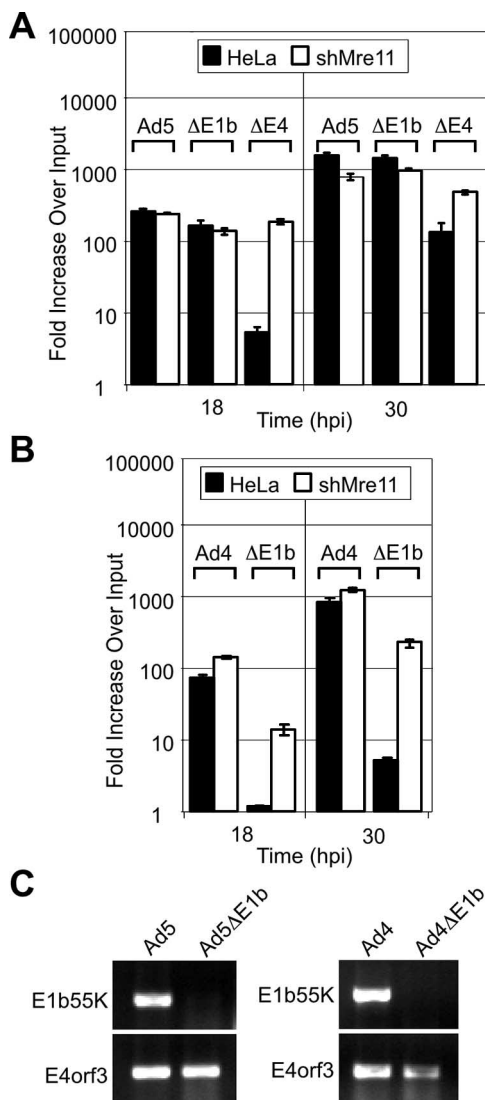 A
Fold Increase Over Input
100000
10000
1000
100
10
1
HeLa shMre11
Ad5 ΔE1b ΔE4 Ad5 ΔE1b ΔE4
18 30
Time (hpi)
B
Fold Increase Over Input
100000
10000
1000
100
10
1
HeLa shMre11
Ad4 ΔE1b Ad4 ΔE1b
18 30
Time (hpi)
C
Ad5 Ad5ΔE1b Ad4 Ad4ΔE1b
E1b55K E1b55K
E4orf3 E4orf3